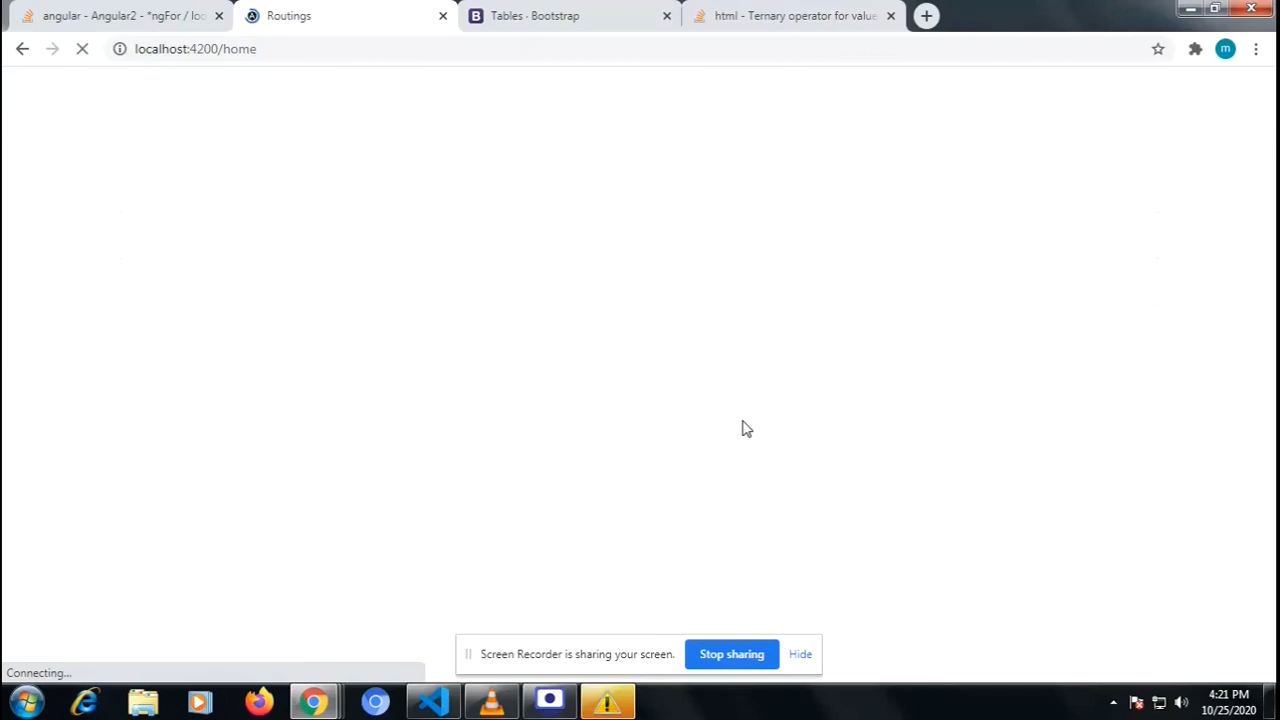 angular - Angular2 - *ngFor / loo
Routings
Tables · Bootstrap
html - Ternary operator for value
localhost:4200/home
m
Screen Recorder is sharing your screen.
Stop sharing
Hide
Connecting...
4:21 PM
10/25/2020